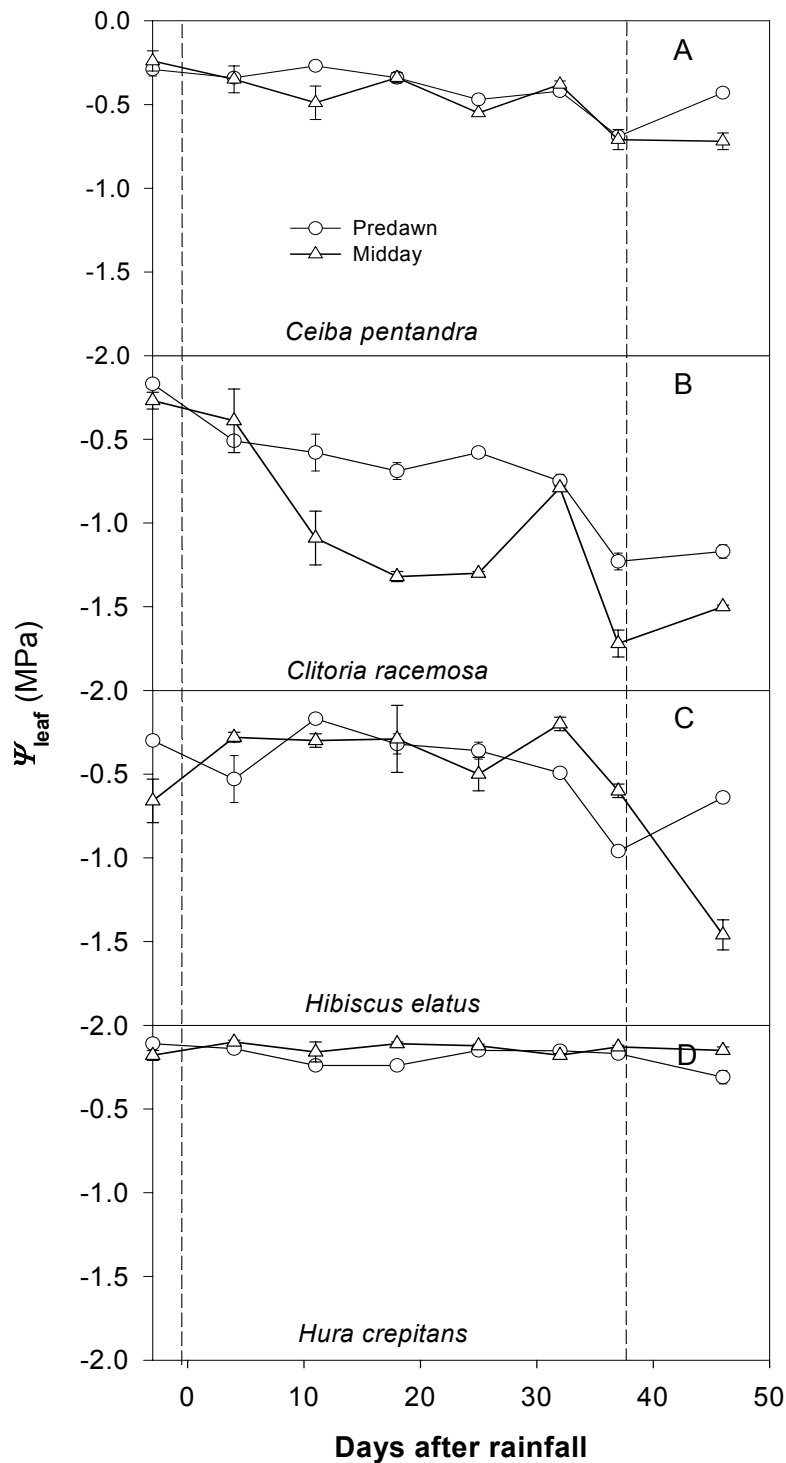 0.0
A
-0.5
-1.0
Predawn
Midday
-1.5
Ceiba pentandra
-2.0
B
-0.5
-1.0
-1.5
Clitoria racemosa
-2.0
C
-0.5
-1.0
-1.5
Hibiscus elatus
-2.0
D
-0.5
-1.0
-1.5
Hura crepitans
-2.0
Ψleaf (MPa)
0 10 20 30 40 50
Days after rainfall